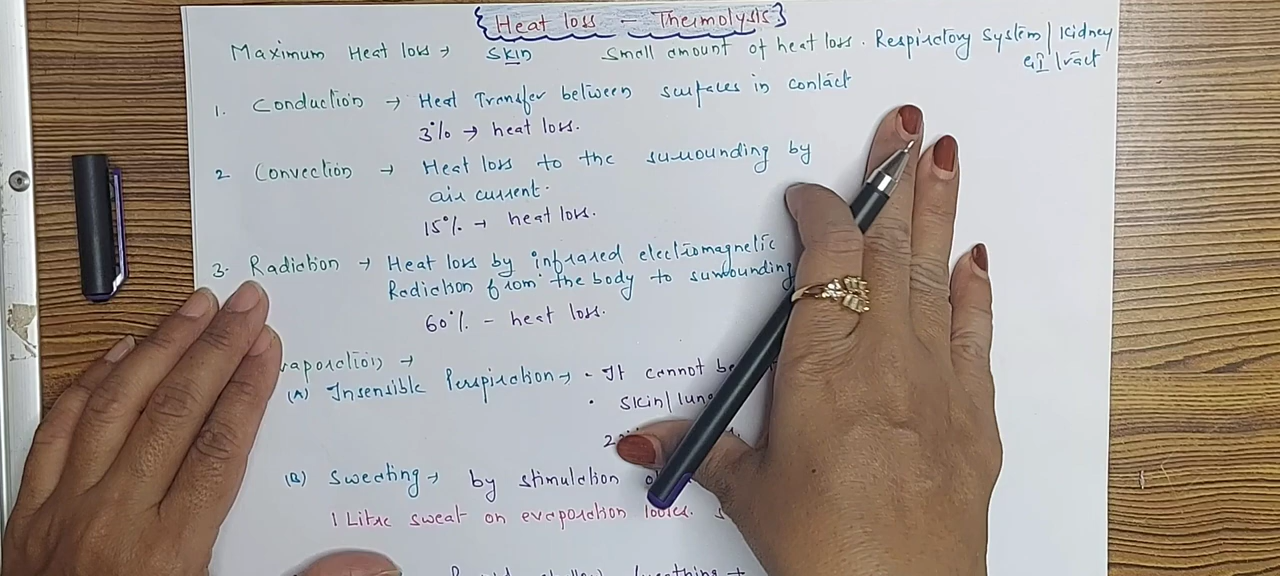 Heat loss - Thermolysis
Maximum Heat loss → Skin Small amount of heat loss. Respiratory System / Kidney
GI Tract
1. Conduction → Heat Transfer between surfaces in contact
3% → heat loss.
2 Convection → Heat loss to the surrounding by
air current.
15% → heat loss.
3. Radiation → Heat loss by infrared electromagnetic
Radiation from the body to surrounding
60% - heat loss.
vaporation →
(A) Insensible Perspiration → - It cannot be
• Skin/lung
2
(B) Sweating → by stimulation o
1 Litre sweat on evaporation looses.